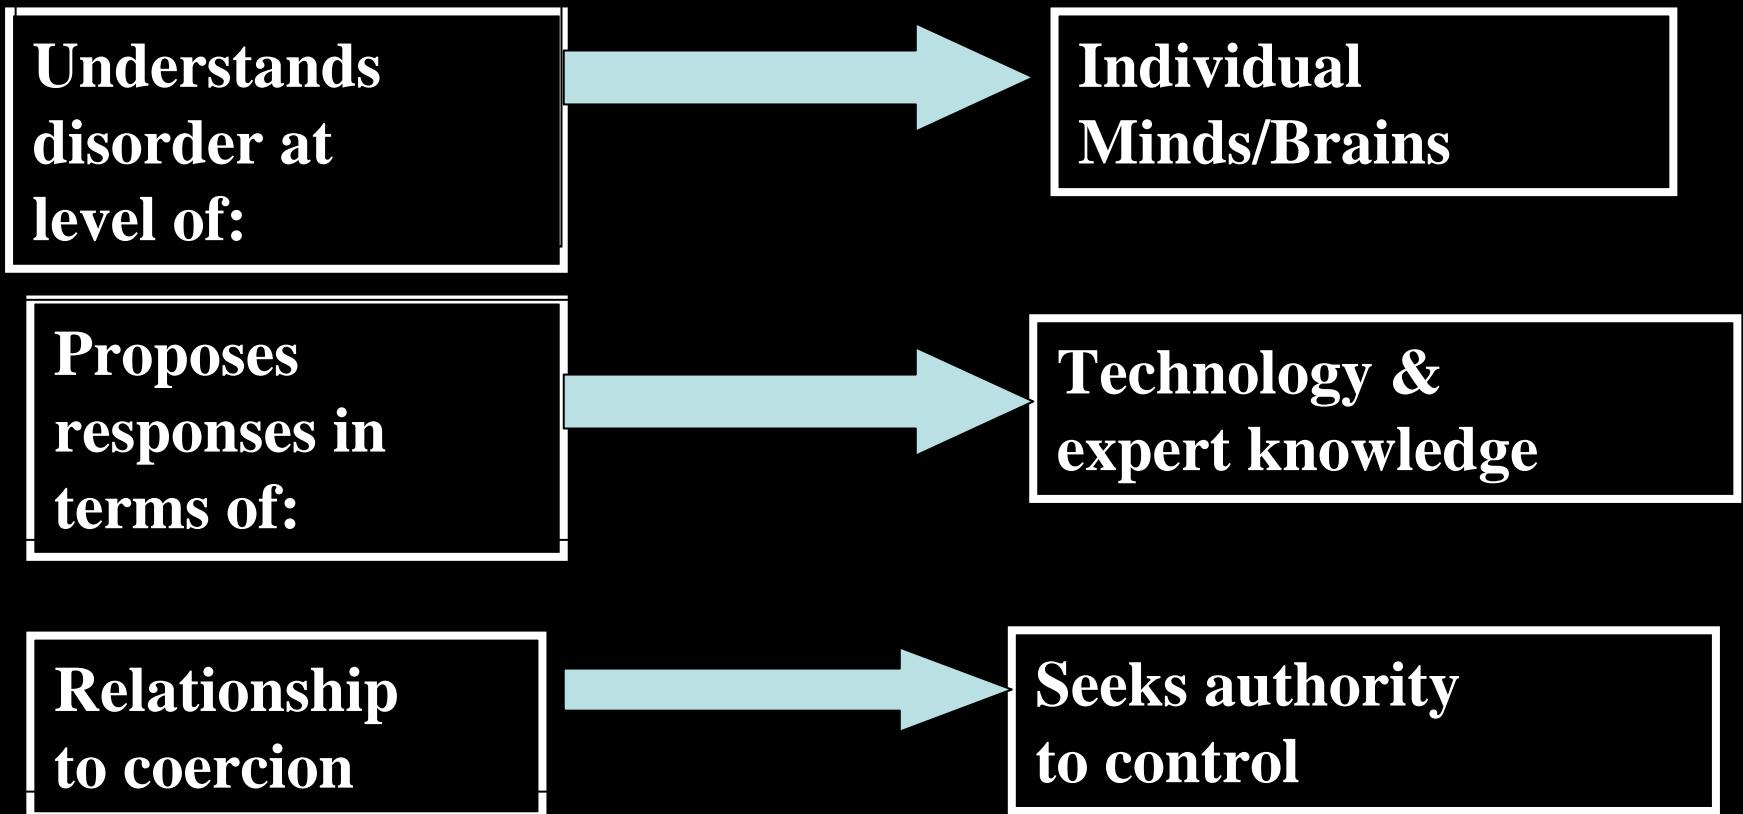 Understands
disorder at
level of:
Individual
Minds/Brains
Proposes
responses in
terms of:
Technology &
expert knowledge
Relationship
to coercion
Seeks authority
to control